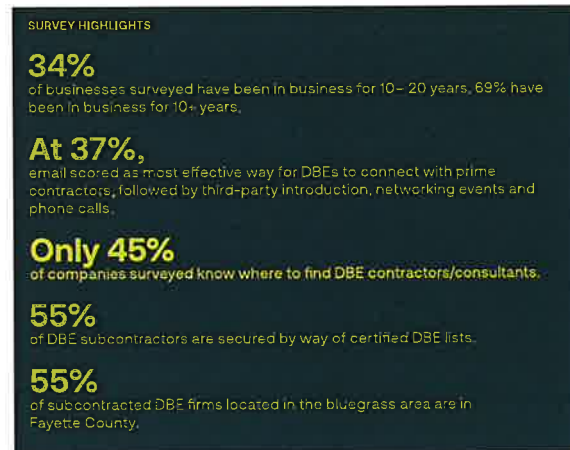 SURVEY HIGHLIGHTS
34%
of businesses surveyed have been in business for 10– 20 years, 69% have
been in business for 10+ years,
At 37%,
email scored as most effective way for DBEs to connect with prime
contractors, followed by third-party introduction, networking events and
phone calls,
Only 45%
of companies surveyed know where to find DBE contractors/consultants,
55%
of DBE subcontractors are secured by way of certified DBE lists,
55%
of subcontracted DBE firms located in the bluegrass area are in
Fayette County,